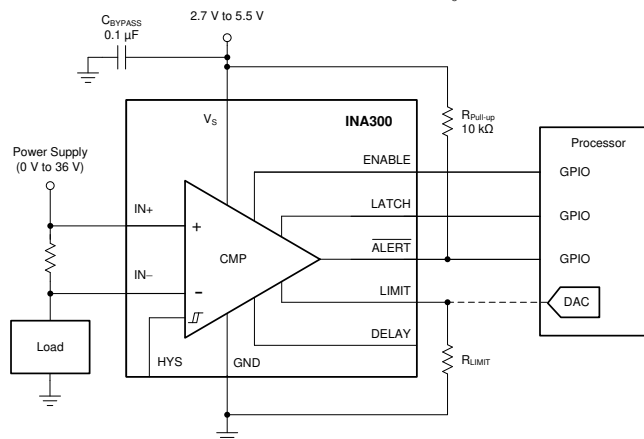 C_BYPASS
0.1 µF
2.7 V to 5.5 V
V_S
INA300
R_Pull-up
10 kΩ
Processor
Power Supply
(0 V to 36 V)
ENABLE
GPIO
IN+
LATCH
GPIO
+
CMP
ALERT
GPIO
IN−
−
LIMIT
DAC
DELAY
Load
HYS
GND
R_LIMIT